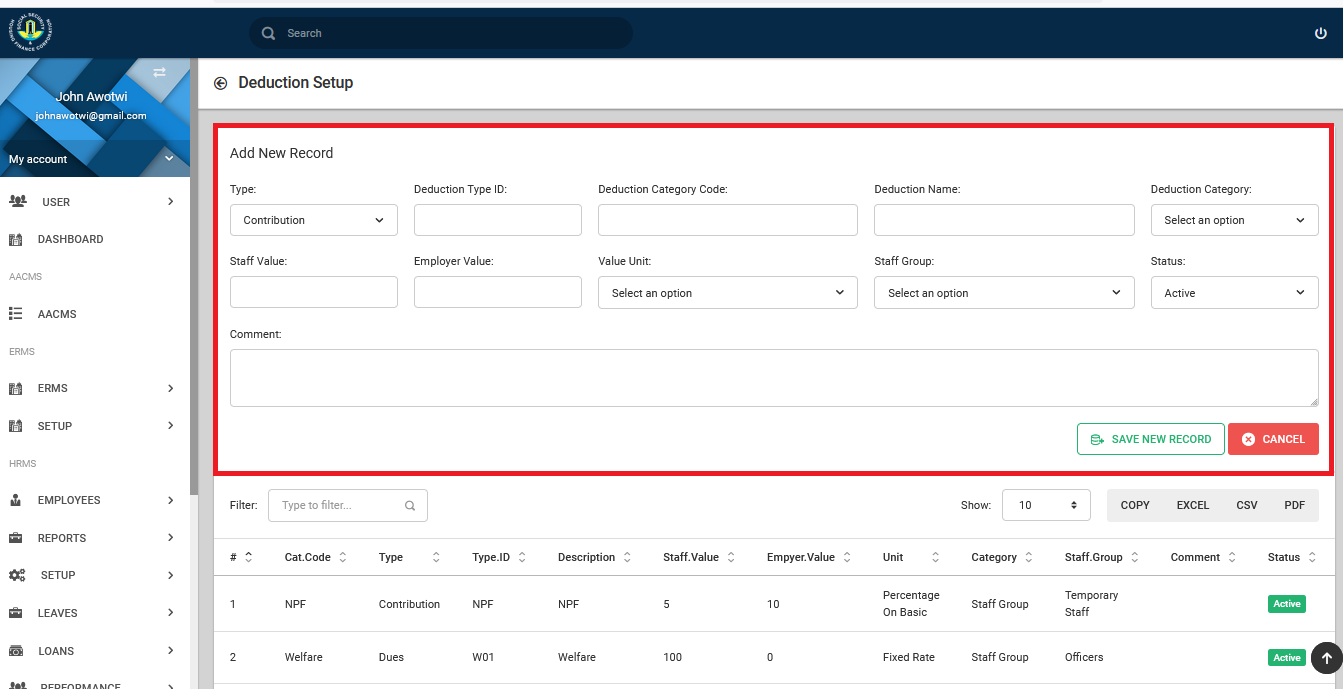 SOCIAL SECURITY
HOUSING FINANCE CORPORATION
Search
John Awotwi
johnawotwi@gmail.com
My account
USER
DASHBOARD
AACMS
AACMS
ERMS
ERMS
SETUP
HRMS
EMPLOYEES
REPORTS
SETUP
LEAVES
LOANS
PERFORMANCE
Deduction Setup
Add New Record
Type: Deduction Type ID: Deduction Category Code: Deduction Name: Deduction Category:
Contribution Select an option
Staff Value: Employer Value: Value Unit: Staff Group: Status:
Select an option Select an option Active
Comment:
SAVE NEW RECORD CANCEL
Filter: Type to filter... Show: 10 COPY EXCEL CSV PDF
# Cat.Code Type Type.ID Description Staff.Value Empyer.Value Unit Category Staff.Group Comment Status
1 NPF Contribution NPF NPF 5 10 Percentage On Basic Staff Group Temporary Staff Active
2 Welfare Dues W01 Welfare 100 0 Fixed Rate Staff Group Officers Active